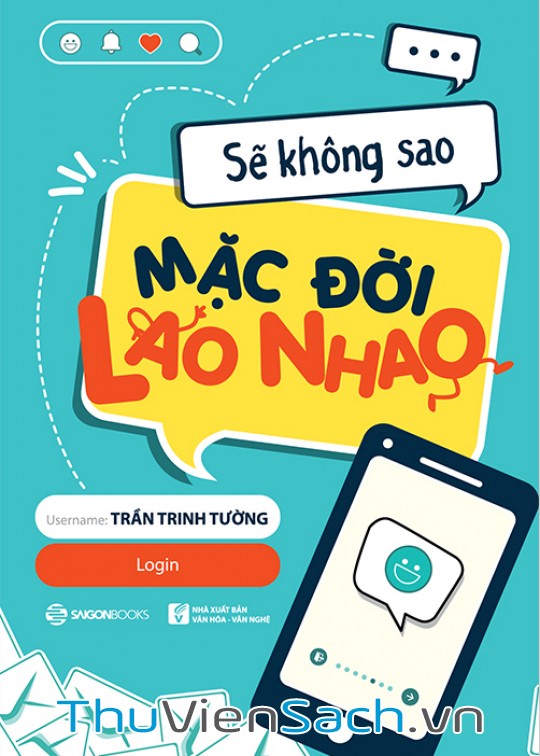 Sẽ không sao
MẶC ĐỜI
LAO NHAO
Username: TRẦN TRINH TƯỜNG
Login
SAIGONBOOKS
NHÀ XUẤT BẢN
VĂN HÓA - VĂN NGHỆ
ThuVienSach.vn